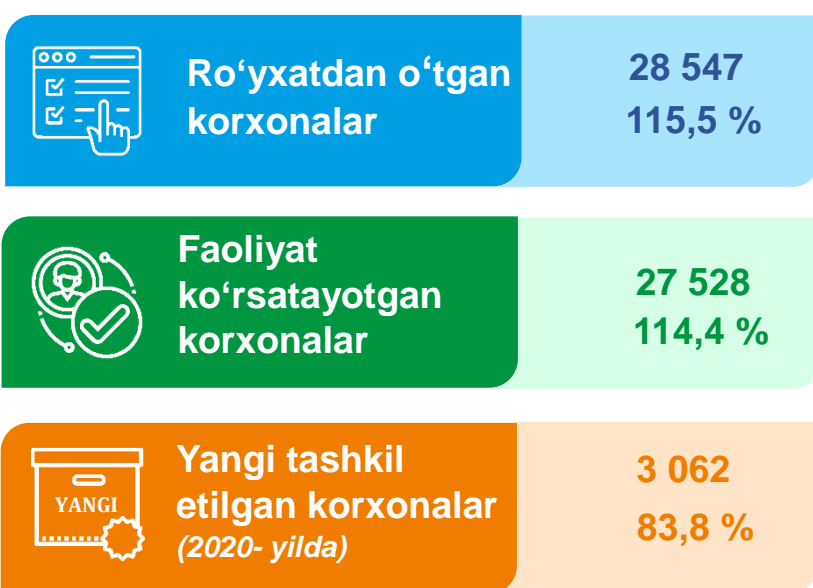 Ro‘yxatdan o‘tgan
korxonalar
28 547
115,5 %
Faoliyat
ko‘rsatayotgan
korxonalar
27 528
114,4 %
YANGI
Yangi tashkil
etilgan korxonalar
(2020- yilda)
3 062
83,8 %